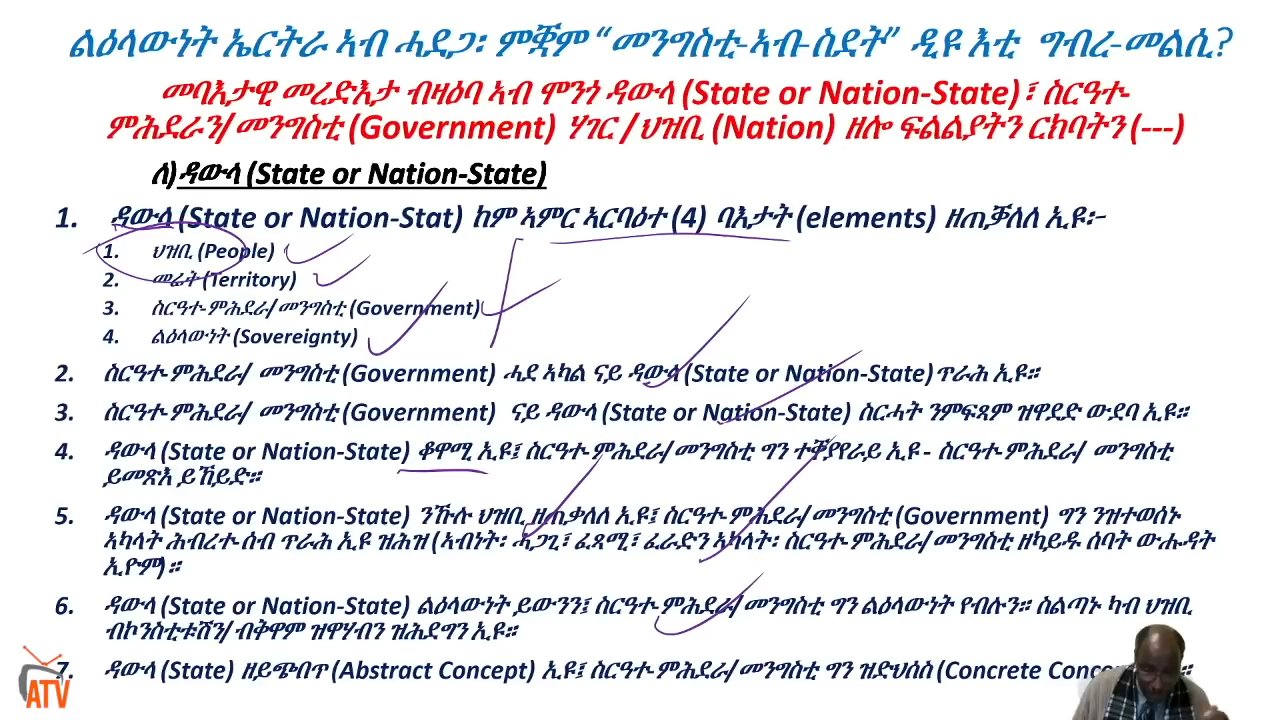 ልዕላውነት ኤርትራ ኣብ ሓደጋ፡ ምቛም “መንግስቲ-ኣብ-ስደት” ዲዩ እቲ ግብረ-መልሲ?
መባእታዊ መረድእታ ብዛዕባ ኣብ ሞንጎ ዳውላ (State or Nation-State) ፣ ስርዓተ-
ምሕደራን/መንግስቲ (Government) ሃገር /ህዝቢ (Nation) ዘሎ ፍልልያትን ርክባትን (---)
ለ) ዳውላ (State or Nation-State)
1. ዳውላ (State or Nation-Stat) ከም ኣምር ኣርባዕተ (4) ባእታት (elements) ዘጠቓለለ ኢዩ፦
1. ህዝቢ (People)
2. መሬት (Territory)
3. ስርዓተ-ምሕደራ/መንግስቲ (Government)
4. ልዕላውነት (Sovereignty)
2. ስርዓተ-ምሕደራ/ መንግስቲ (Government) ሓደ ኣካል ናይ ዳውላ (State or Nation-State) ጥራሕ ኢዩ።
3. ስርዓተ-ምሕደራ/ መንግስቲ (Government) ናይ ዳውላ (State or Nation-State) ስርሓት ንምፍጻም ዝዋደድ ውደባ ኢዩ።
4. ዳውላ (State or Nation-State) ቆዋሚ ኢዩ፤ ስርዓተ-ምሕደራ/መንግስቲ ግን ተቐያየራይ ኢዩ - ስርዓተ-ምሕደራ/ መንግስቲ
ይመጽእ ይኸይድ።
5. ዳውላ (State or Nation-State) ንኹሉ ህዝቢ ዘጠቃለለ ኢዩ፤ ስርዓተ-ምሕደራ/መንግስቲ (Government) ግን ንዝተወሰኑ
ኣካላት ሕብረተ-ሰብ ጥራሕ ኢዩ ዝሕዝ (ኣብነት፡ ሓጋጊ፣ ፈጻሚ፣ ፈራድን ኣካላት፡ ስርዓተ-ምሕደራ/መንግስቲ ዘካይዱ ሰባት ውሑዳት
ኢዮም) ።
6. ዳውላ (State or Nation-State) ልዕላውነት ይውንን፤ ስርዓተ-ምሕደራ/መንግስቲ ግን ልዕላውነት የብሉን። ስልጣኑ ካብ ህዝቢ
ብኮንስቲቱሽን/ ብቅዋም ዝዋሃብን ዝሕደግን ኢዩ።
7. ዳውላ (State) ዘይጭበጥ (Abstract Concept) ኢዩ፤ ስርዓተ-ምሕደራ/መንግስቲ ግን ዝድህሰስ (Concrete
ATV